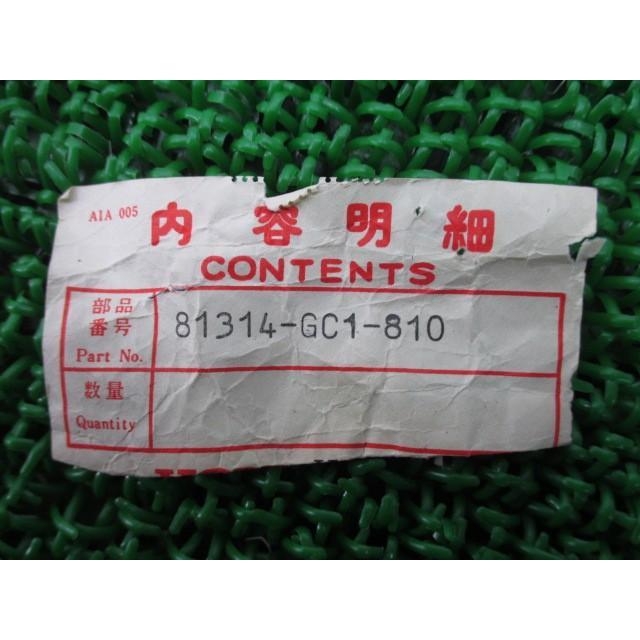 AIA 005
内容明細
CONTENTS
部品
番号
Part No.
81314-GC1-810
数量
Quantity